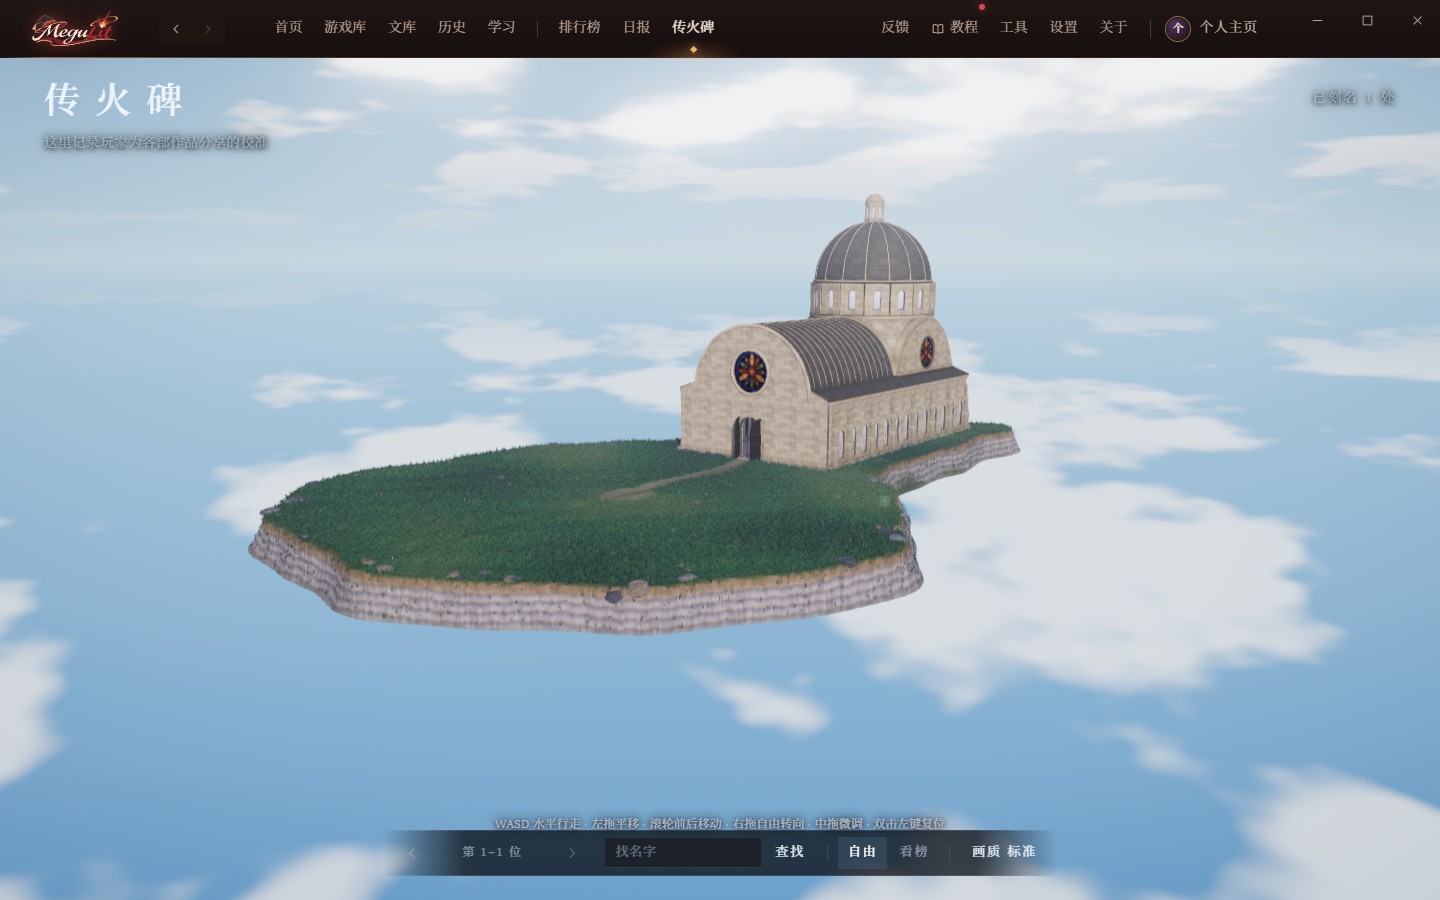 MeguLit
首页 游戏库 文库 历史 学习 排行榜 日报 传火碑 反馈 教程 工具 设置 关于 个 个人主页
传火碑
已刻名 1 处
这里记录玩家为各部作品分享的校准
WASD 水平行走 · 左拖平移 · 滚轮前后移动 · 右拖自由转向 · 中拖微调 · 双击左键复位
第 1–1 位 找名字 查找 自由 看榜 画质 标准